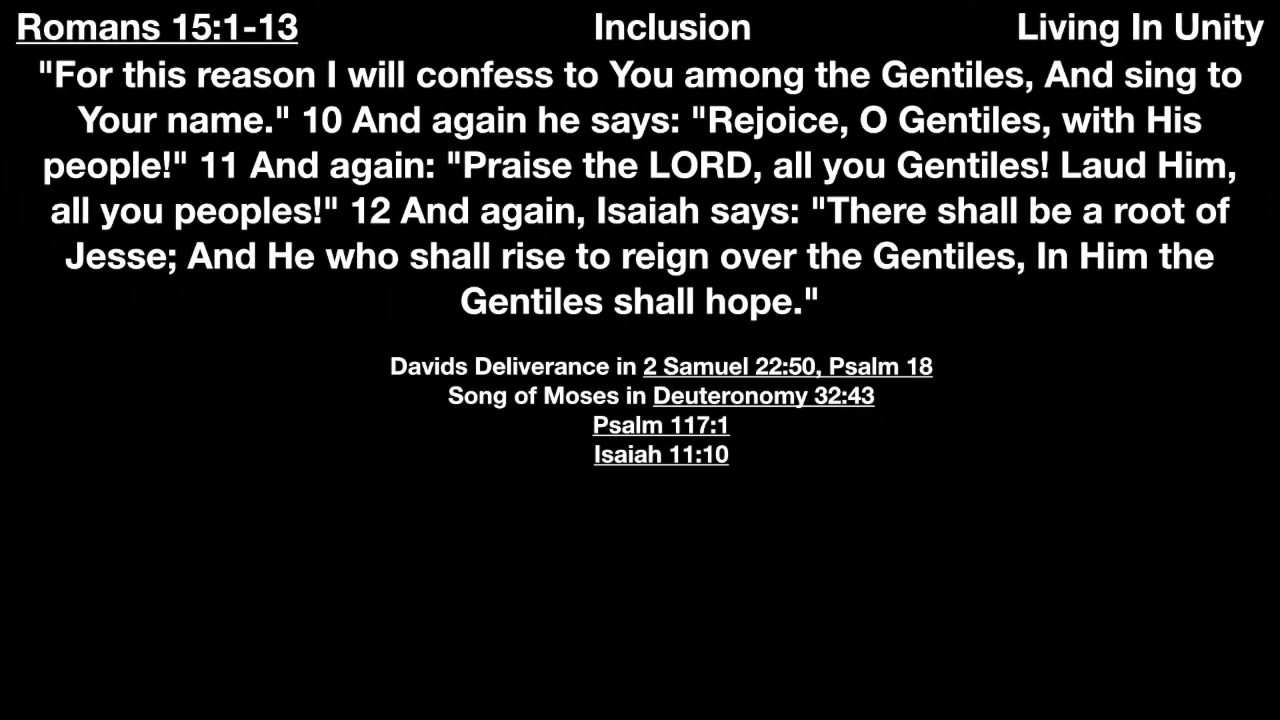 Romans 15:1-13 Inclusion Living In Unity
"For this reason I will confess to You among the Gentiles, And sing to
Your name." 10 And again he says: "Rejoice, O Gentiles, with His
people!" 11 And again: "Praise the LORD, all you Gentiles! Laud Him,
all you peoples!" 12 And again, Isaiah says: "There shall be a root of
Jesse; And He who shall rise to reign over the Gentiles, In Him the
Gentiles shall hope."
Davids Deliverance in 2 Samuel 22:50, Psalm 18
Song of Moses in Deuteronomy 32:43
Psalm 117:1
Isaiah 11:10